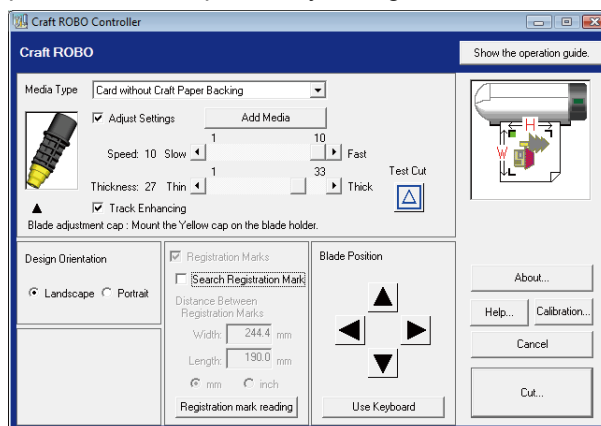 Craft ROBO Controller
Craft ROBO
Show the operation guide.
Media Type
Card without Craft Paper Backing
Adjust Settings
Add Media
1
10
Speed: 10
Slow
Fast
1
33
Thickness: 27
Thin
Thick
Test Cut
Track Enhancing
Blade adjustment cap : Mount the Yellow cap on the blade holder.
H
W
Design Orientation
Landscape
Portrait
Registration Marks
Search Registration Mark
Distance Between
Registration Marks
Width: 244.4 mm
Length: 190.0 mm
mm
inch
Registration mark reading
Blade Position
Use Keyboard
About...
Help...
Calibration...
Cancel
Cut...